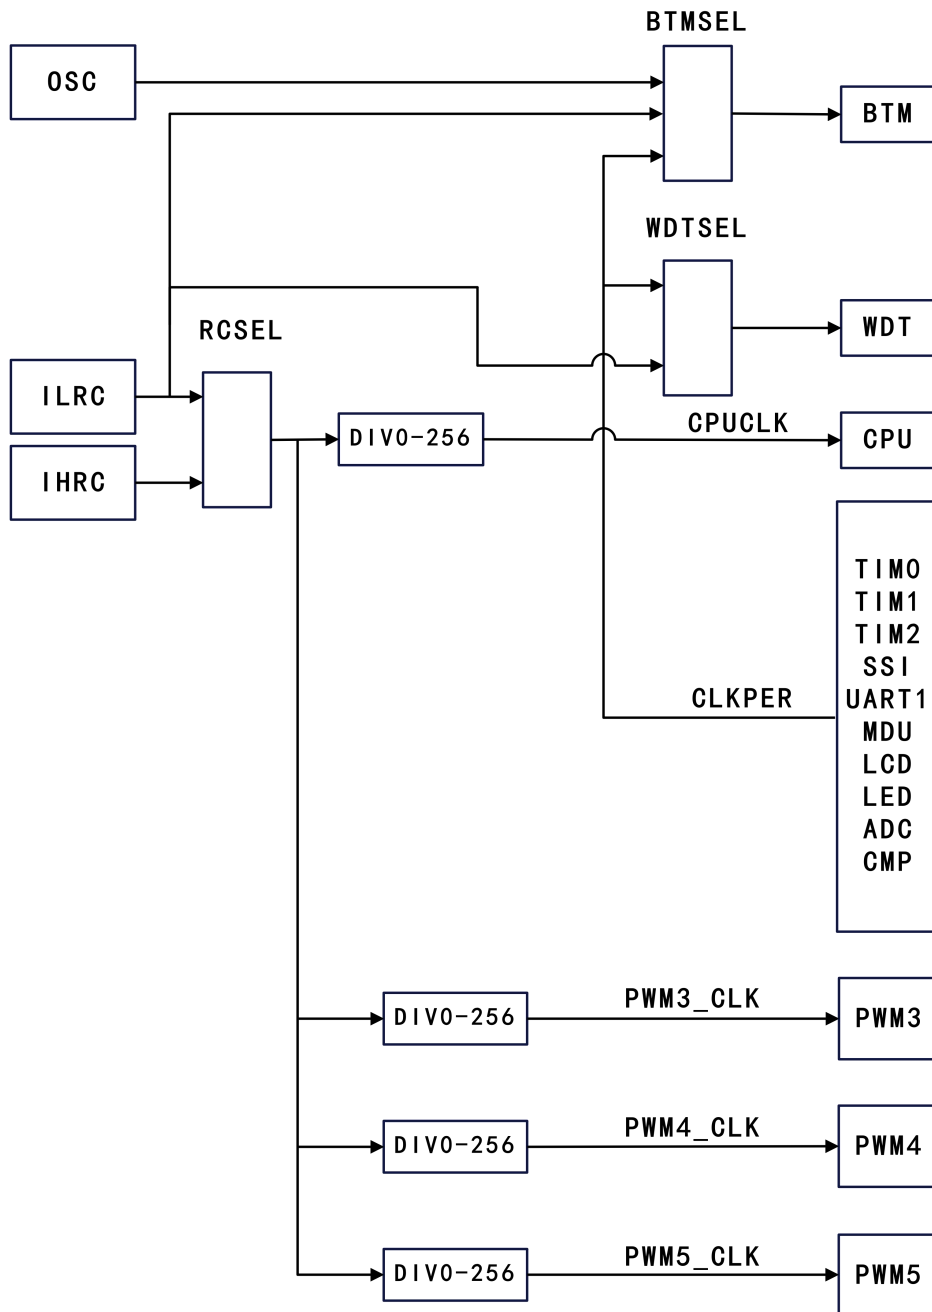 BTMSEL
OSC
BTM
WDTSEL
WDT
RCSEL
ILRC
IHRC
DIV0-256
CPUCLK
CPU
TIM0
TIM1
TIM2
SSI
UART1
MDU
LCD
LED
ADC
CMP
CLKPER
DIV0-256
PWM3_CLK
PWM3
DIV0-256
PWM4_CLK
PWM4
DIV0-256
PWM5_CLK
PWM5